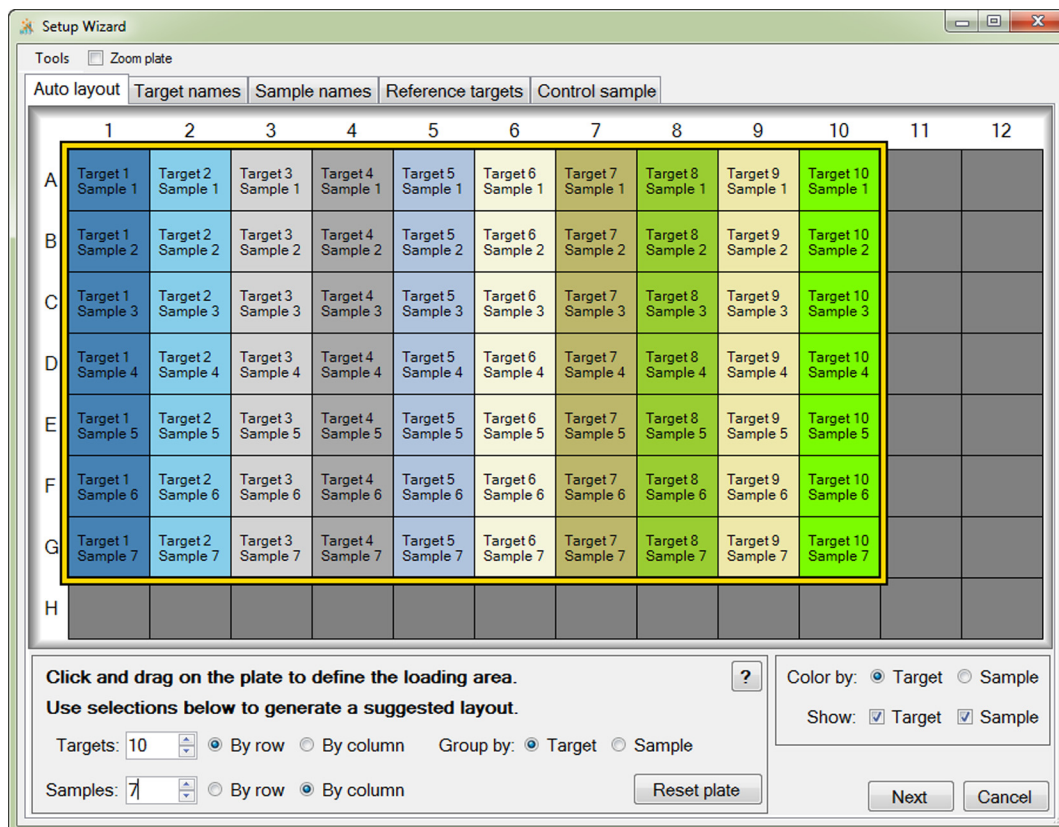 Setup Wizard
Tools Zoom plate
Auto layout Target names Sample names Reference targets Control sample
1 2 3 4 5 6 7 8 9 10 11 12
A
Target 1 Target 2 Target 3 Target 4 Target 5 Target 6 Target 7 Target 8 Target 9 Target 10
Sample 1 Sample 1 Sample 1 Sample 1 Sample 1 Sample 1 Sample 1 Sample 1 Sample 1 Sample 1
B
Target 1 Target 2 Target 3 Target 4 Target 5 Target 6 Target 7 Target 8 Target 9 Target 10
Sample 2 Sample 2 Sample 2 Sample 2 Sample 2 Sample 2 Sample 2 Sample 2 Sample 2 Sample 2
C
Target 1 Target 2 Target 3 Target 4 Target 5 Target 6 Target 7 Target 8 Target 9 Target 10
Sample 3 Sample 3 Sample 3 Sample 3 Sample 3 Sample 3 Sample 3 Sample 3 Sample 3 Sample 3
D
Target 1 Target 2 Target 3 Target 4 Target 5 Target 6 Target 7 Target 8 Target 9 Target 10
Sample 4 Sample 4 Sample 4 Sample 4 Sample 4 Sample 4 Sample 4 Sample 4 Sample 4 Sample 4
E
Target 1 Target 2 Target 3 Target 4 Target 5 Target 6 Target 7 Target 8 Target 9 Target 10
Sample 5 Sample 5 Sample 5 Sample 5 Sample 5 Sample 5 Sample 5 Sample 5 Sample 5 Sample 5
F
Target 1 Target 2 Target 3 Target 4 Target 5 Target 6 Target 7 Target 8 Target 9 Target 10
Sample 6 Sample 6 Sample 6 Sample 6 Sample 6 Sample 6 Sample 6 Sample 6 Sample 6 Sample 6
G
Target 1 Target 2 Target 3 Target 4 Target 5 Target 6 Target 7 Target 8 Target 9 Target 10
Sample 7 Sample 7 Sample 7 Sample 7 Sample 7 Sample 7 Sample 7 Sample 7 Sample 7 Sample 7
H
Click and drag on the plate to define the loading area. ?
Use selections below to generate a suggested layout.
Targets: 10 By row By column Group by: Target Sample
Samples: 7 By row By column Reset plate
Color by: Target Sample
Show: Target Sample
Next Cancel